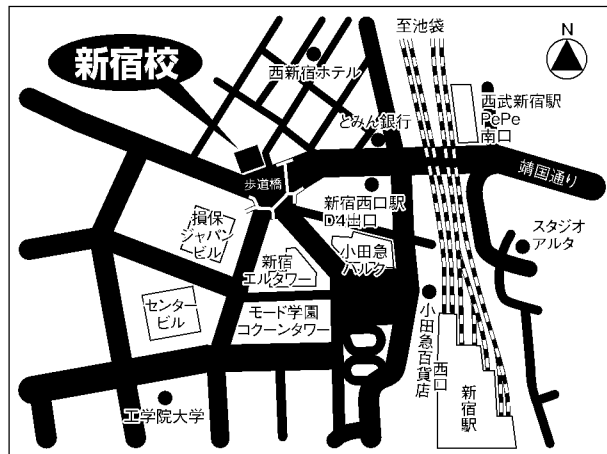 至池袋
N
新宿校
西新宿ホテル
西武新宿駅
PePe
南口
とみん銀行
靖国通り
歩道橋
新宿西口駅
D4出口
損保
ジャパン
ビル
スタジオ
アルタ
小田急
ハルク
新宿
エルタワー
センター
ビル
モード学園
コクーンタワー
小田急百貨店
西口
新宿駅
工学院大学